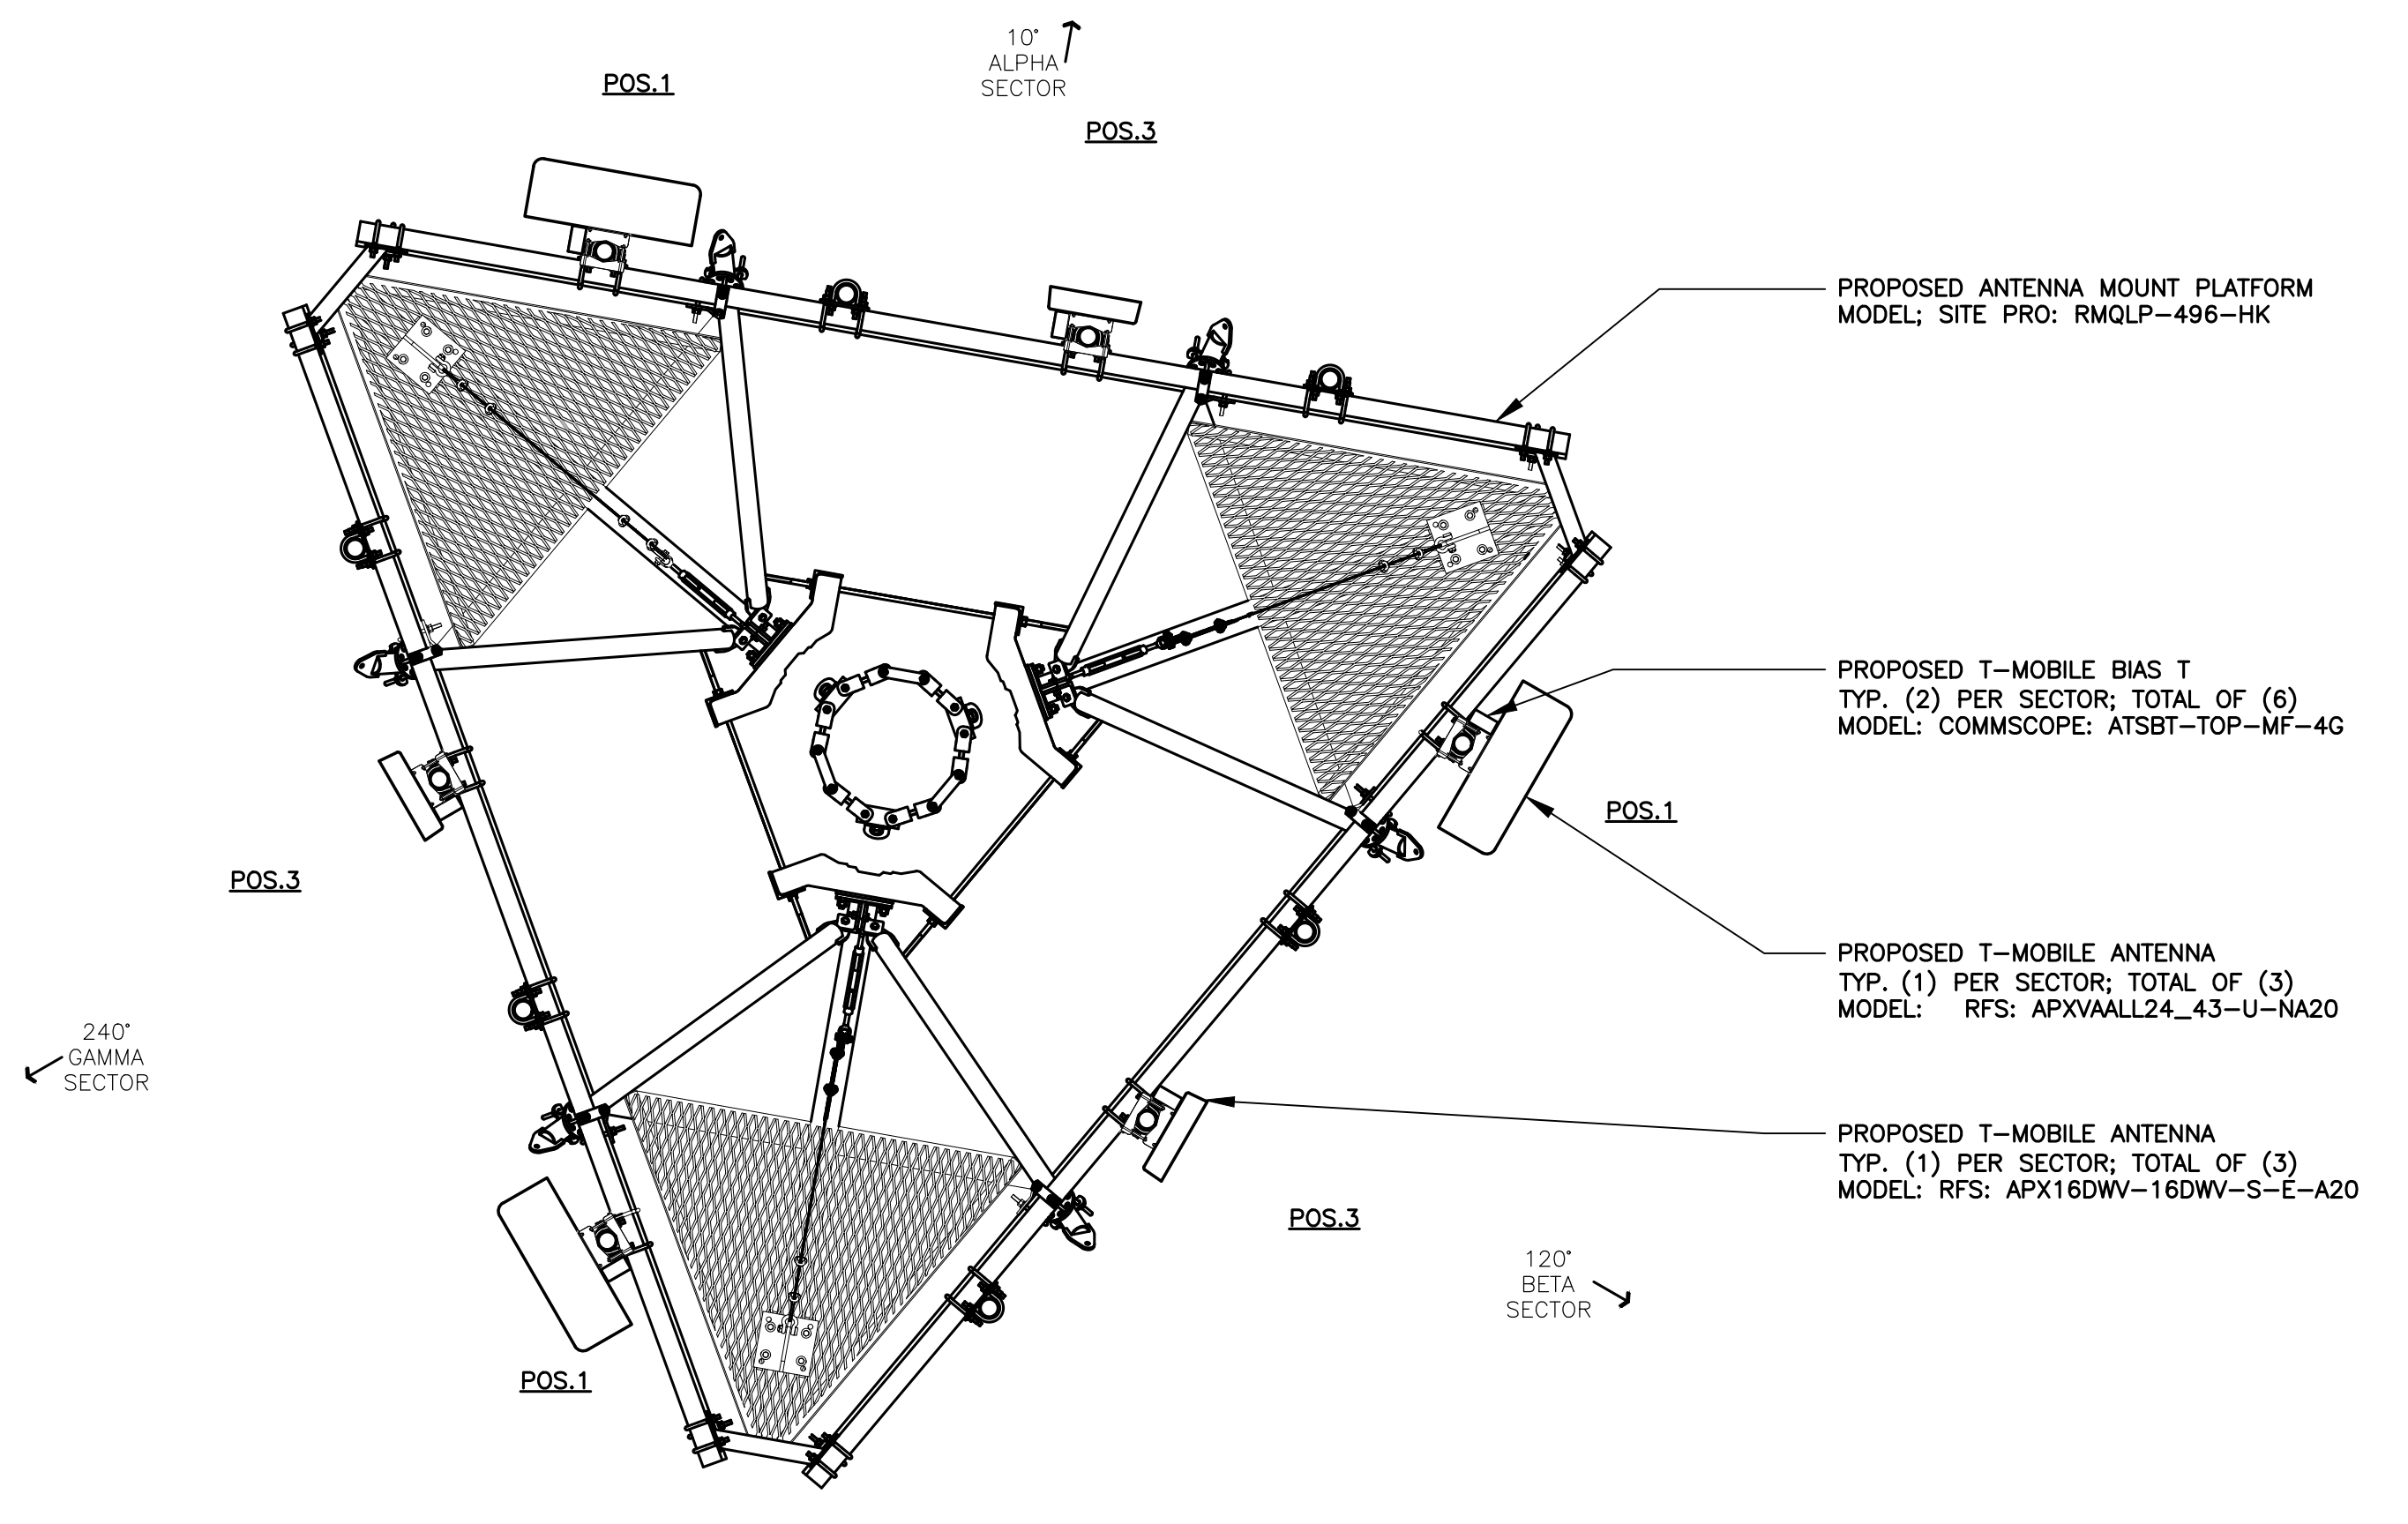 10°
ALPHA
SECTOR
POS.1
POS.3
PROPOSED ANTENNA MOUNT PLATFORM
MODEL; SITE PRO: RMQLP-496-HK
PROPOSED T-MOBILE BIAS T
TYP. (2) PER SECTOR; TOTAL OF (6)
MODEL: COMMSCOPE: ATSBT-TOP-MF-4G
POS.1
POS.3
PROPOSED T-MOBILE ANTENNA
TYP. (1) PER SECTOR; TOTAL OF (3)
MODEL: RFS: APXVAALL24_43-U-NA20
240°
GAMMA
SECTOR
PROPOSED T-MOBILE ANTENNA
TYP. (1) PER SECTOR; TOTAL OF (3)
MODEL: RFS: APX16DWV-16DWV-S-E-A20
POS.3
120°
BETA
SECTOR
POS.1